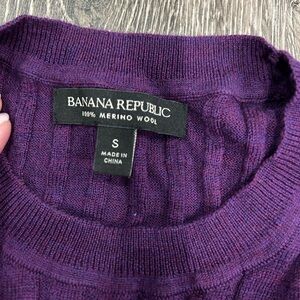 BANANA REPUBLIC
100% MERINO WOOL
S
MADE IN
CHINA